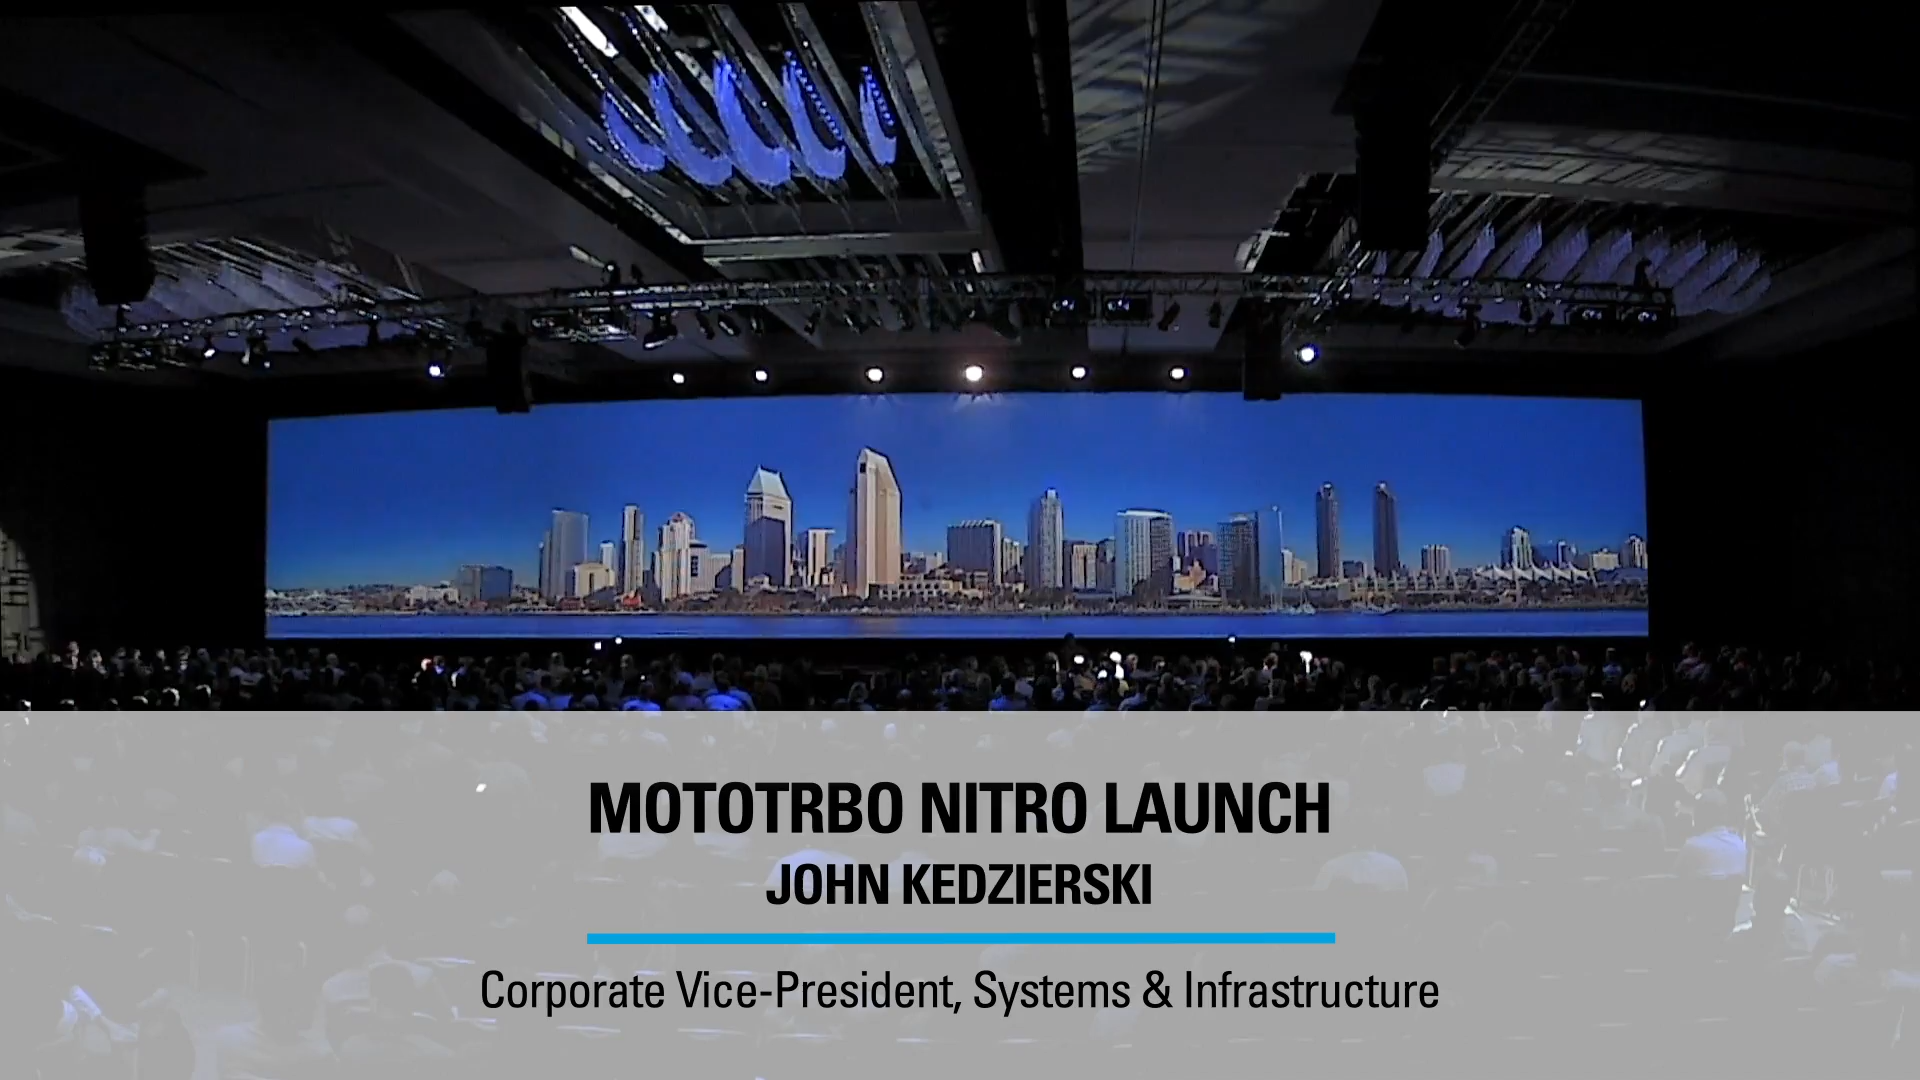 MOTOTRBO NITRO LAUNCH
JOHN KEDZIERSKI
Corporate Vice-President, Systems & Infrastructure